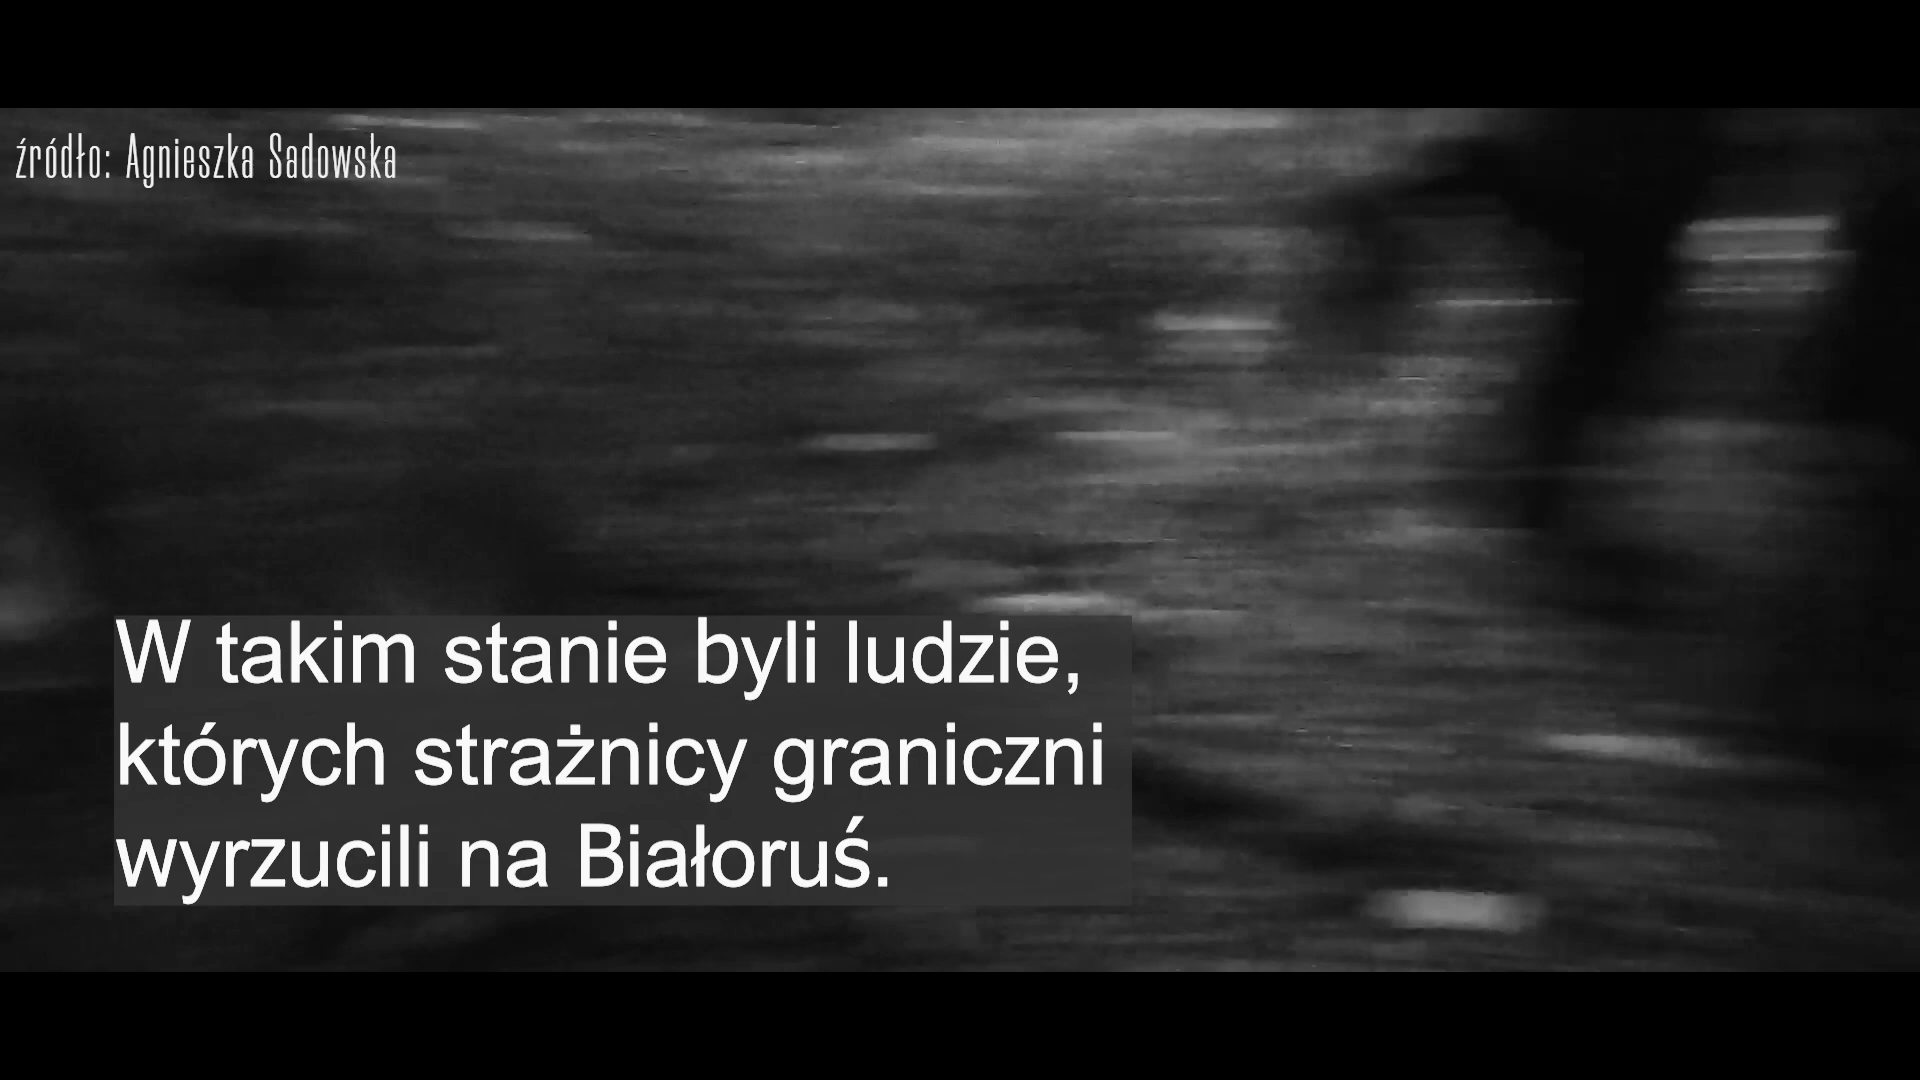 źródło: Agnieszka Sadowska
W takim stanie byli ludzie,
których strażnicy graniczni
wyrzucili na Białoruś.